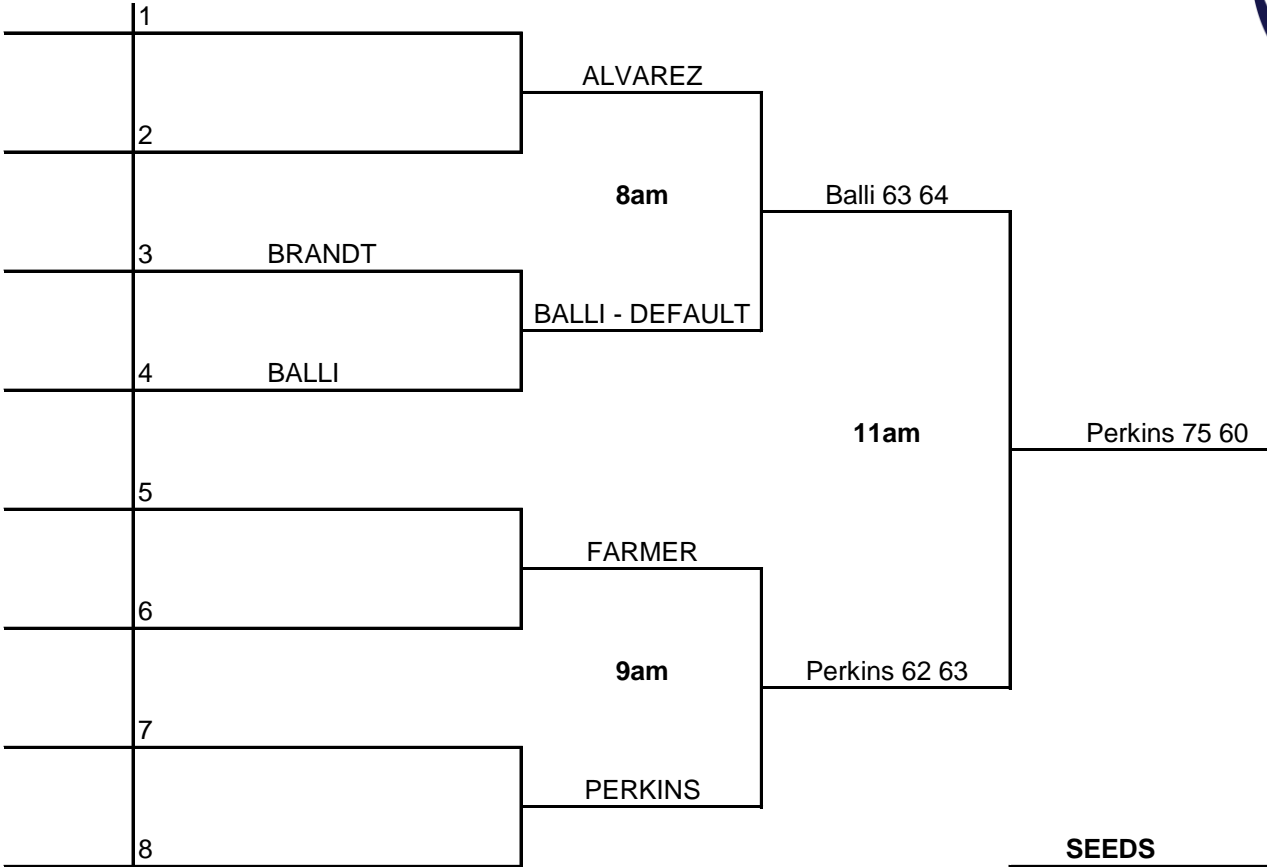 1
ALVAREZ
2
8am
Balli 63 64
3 BRANDT
BALLI - DEFAULT
4 BALLI
11am
Perkins 75 60
5
FARMER
6
9am
Perkins 62 63
7
PERKINS
8
SEEDS